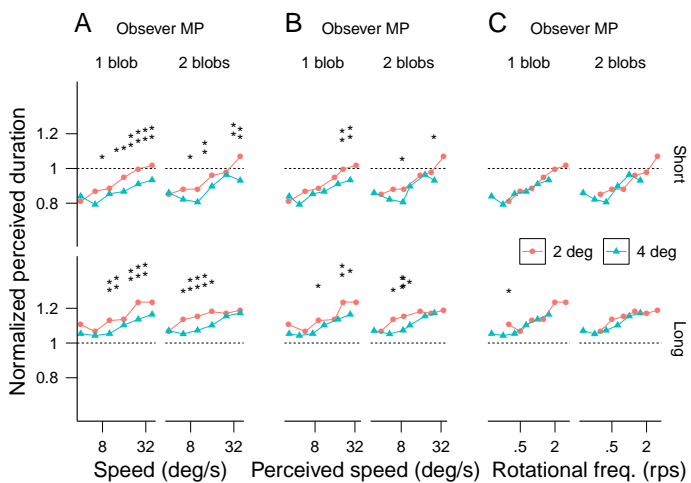 A B C
Obsever MP Obsever MP Obsever MP
1 blob 2 blobs 1 blob 2 blobs 1 blob 2 blobs
Normalized perceived duration
1.2
1
0.8
Short
2 deg 4 deg
1.2
1
0.8
Long
8 32 8 32 8 32 8 32 .5 2 .5 2
Speed (deg/s) Perceived speed (deg/s) Rotational freq. (rps)